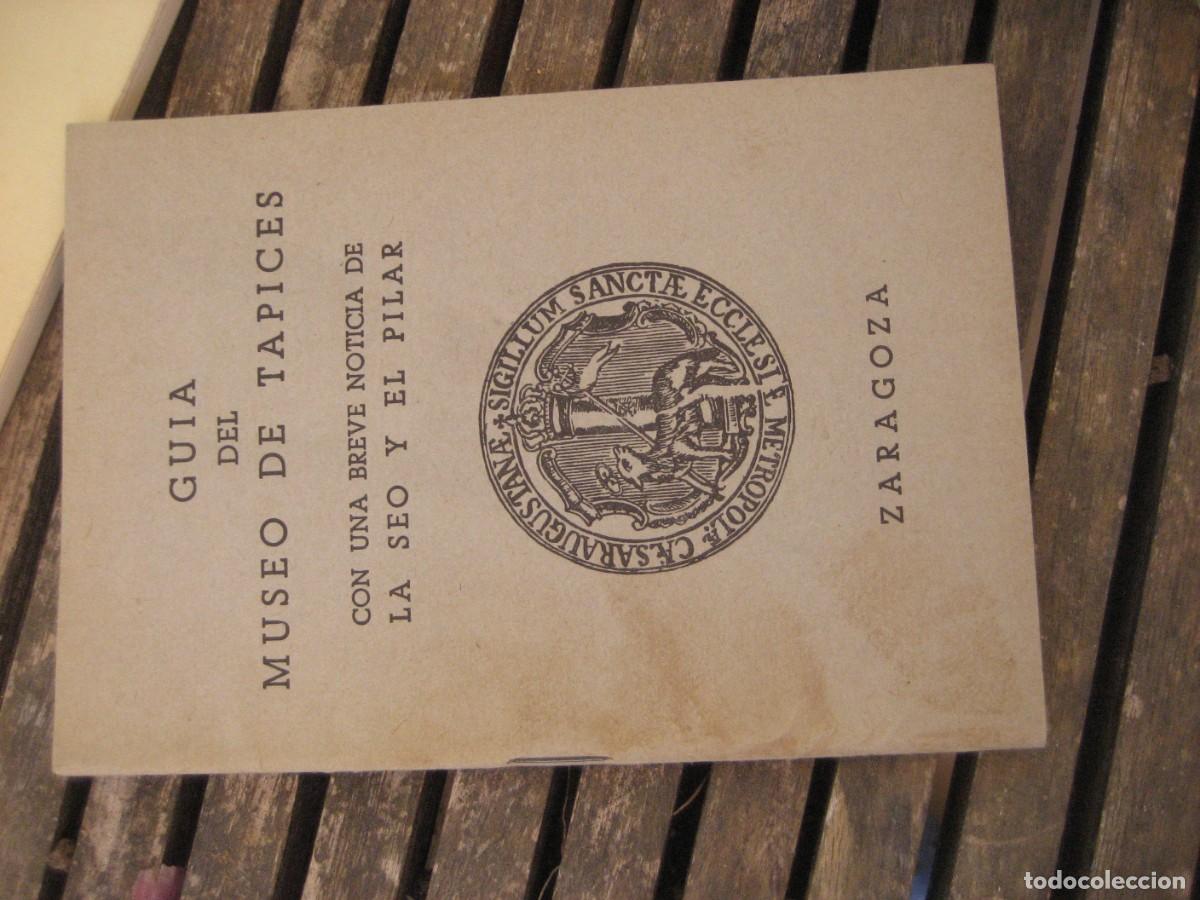 GUIA
DEL
MUSEO DE TAPICES
CON UNA BREVE NOTICIA DE
LA SEO Y EL PILAR
SIGILLUM SANCTÆ ECCLESIÆ METROPOLÆ CÆSARAUGUSTANÆ
ZARAGOZA
todocoleccion